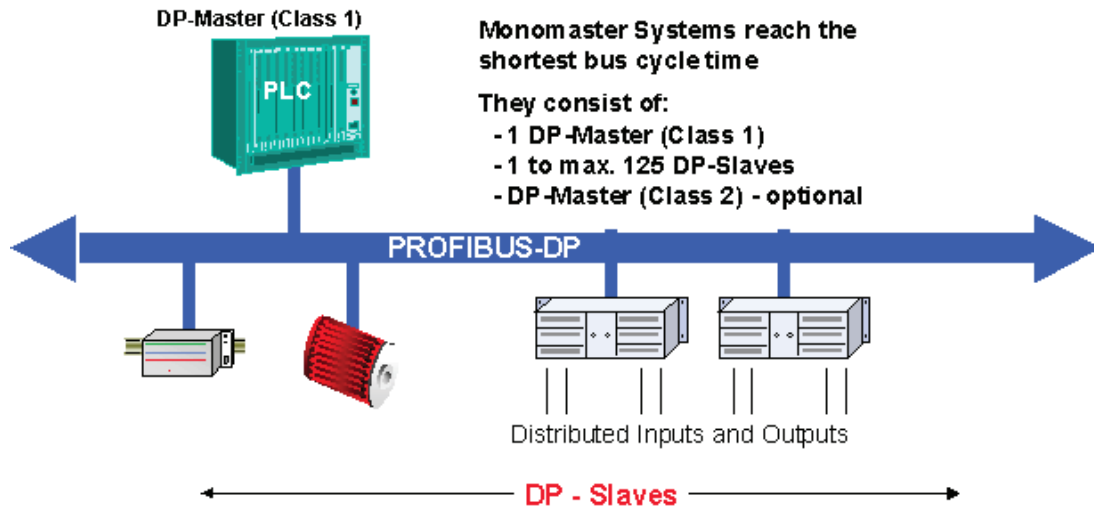 DP-Master (Class 1)
PLC
Monomaster Systems reach the
shortest bus cycle time
They consist of:
- 1 DP-Master (Class 1)
- 1 to max. 125 DP-Slaves
- DP-Master (Class 2) - optional
PROFIBUS-DP
Distributed Inputs and Outputs
DP - Slaves